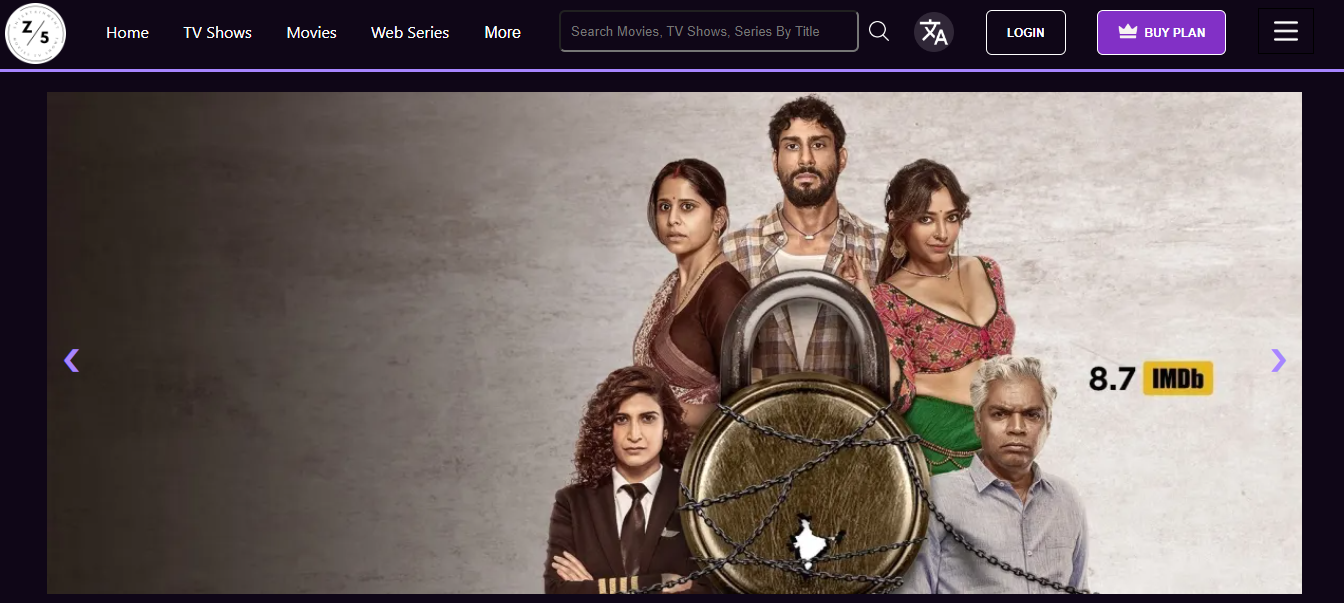 Z/5
Home
TV Shows
Movies
Web Series
More
Search Movies, TV Shows, Series By Title
LOGIN
BUY PLAN
8.7 IMDb